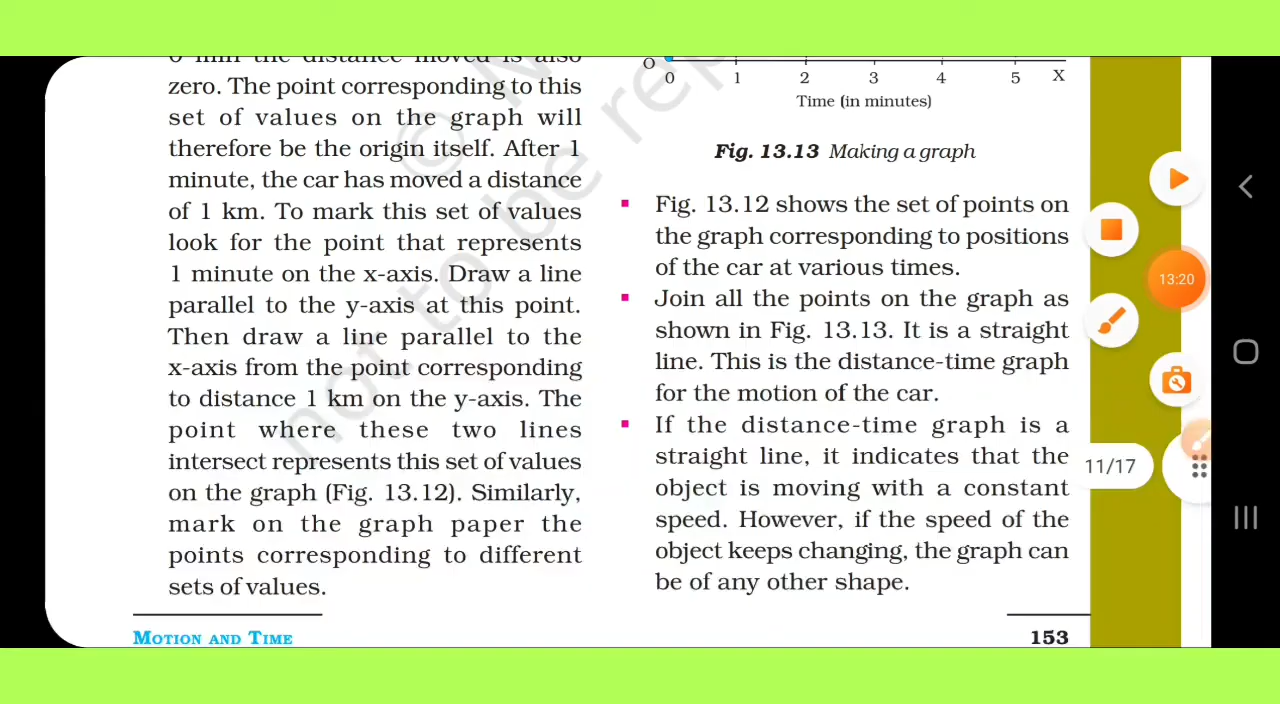 0 min the distance moved is also
zero. The point corresponding to this
set of values on the graph will
therefore be the origin itself. After 1
minute, the car has moved a distance
of 1 km. To mark this set of values
look for the point that represents
1 minute on the x-axis. Draw a line
parallel to the y-axis at this point.
Then draw a line parallel to the
x-axis from the point corresponding
to distance 1 km on the y-axis. The
point where these two lines
intersect represents this set of values
on the graph (Fig. 13.12). Similarly,
mark on the graph paper the
points corresponding to different
sets of values.
MOTION AND TIME
O
0 1 2 3 4 5 X
Time (in minutes)
Fig. 13.13 Making a graph
▪ Fig. 13.12 shows the set of points on
the graph corresponding to positions
of the car at various times.
▪ Join all the points on the graph as
shown in Fig. 13.13. It is a straight
line. This is the distance-time graph
for the motion of the car.
▪ If the distance-time graph is a
straight line, it indicates that the
object is moving with a constant
speed. However, if the speed of the
object keeps changing, the graph can
be of any other shape.
153
13:20
11/17
© N
not to be rep